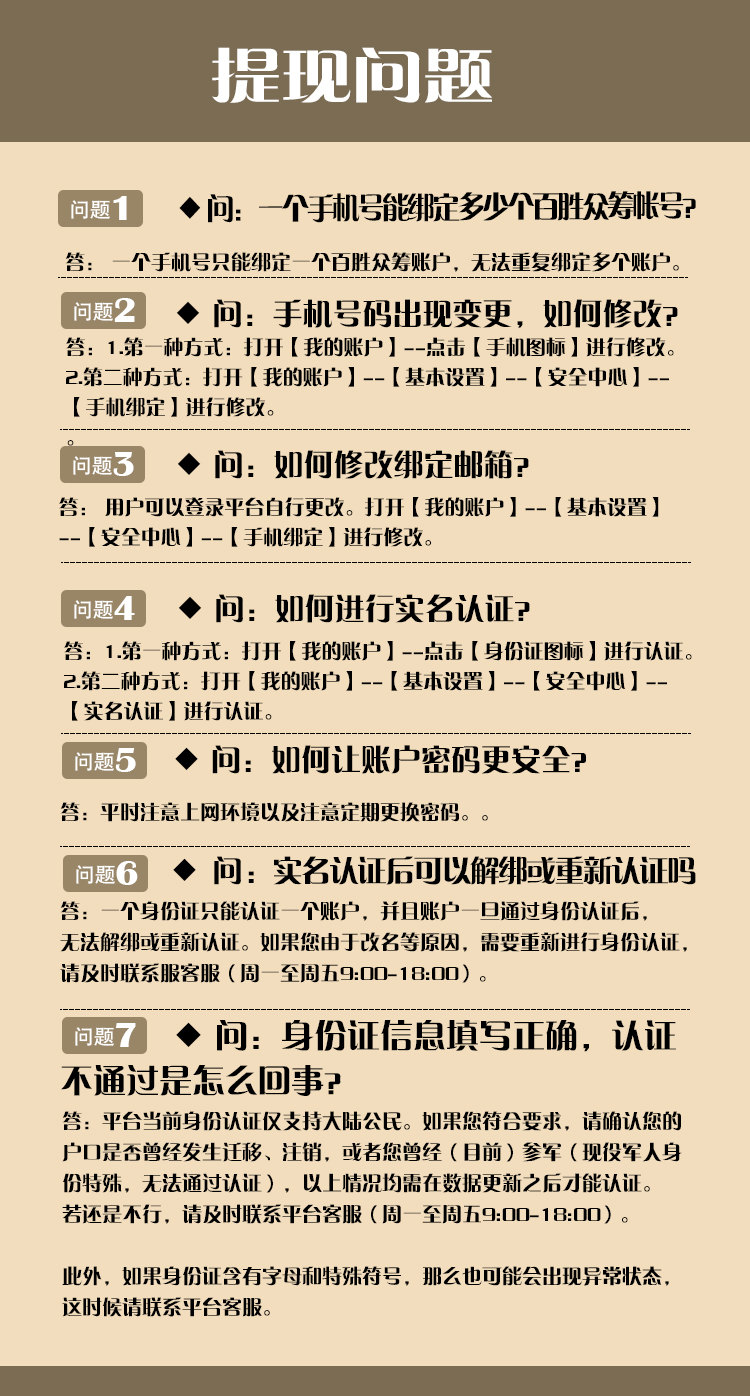 提现问题
问题1 ◆ 问：一个手机号能绑定多少个百胜众筹帐号?
答： 一个手机号只能绑定一个百胜众筹账户，无法重复绑定多个账户。
问题2 ◆ 问：手机号码出现变更，如何修改?
答：1.第一种方式：打开【我的账户】--点击【手机图标】进行修改。
2.第二种方式：打开【我的账户】--【基本设置】--【安全中心】--
【手机绑定】进行修改。
。
问题3 ◆ 问：如何修改绑定邮箱?
答： 用户可以登录平台自行更改。打开【我的账户】--【基本设置】
--【安全中心】--【手机绑定】进行修改。
问题4 ◆ 问：如何进行实名认证?
答：1.第一种方式：打开【我的账户】--点击【身份证图标】进行认证。
2.第二种方式：打开【我的账户】--【基本设置】--【安全中心】--
【实名认证】进行认证。
问题5 ◆ 问：如何让账户密码更安全?
答：平时注意上网环境以及注意定期更换密码。。
问题6 ◆ 问：实名认证后可以解绑或重新认证吗
答：一个身份证只能认证一个账户，并且账户一旦通过身份认证后，
无法解绑或重新认证。如果您由于改名等原因，需要重新进行身份认证，
请及时联系服客服（周一至周五9:00-18:00）。
问题7 ◆ 问：身份证信息填写正确，认证
不通过是怎么回事?
答：平台当前身份认证仅支持大陆公民。如果您符合要求，请确认您的
户口是否曾经发生迁移、注销，或者您曾经（目前）参军（现役军人身
份特殊，无法通过认证），以上情况均需在数据更新之后才能认证。
若还是不行，请及时联系平台客服（周一至周五9:00-18:00）。
此外，如果身份证含有字母和特殊符号，那么也可能会出现异常状态，
这时候请联系平台客服。